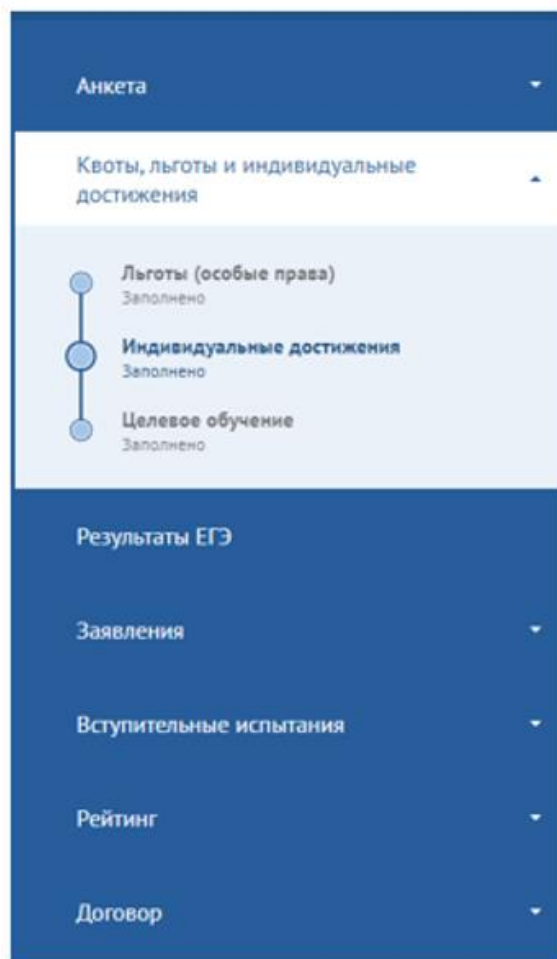 Анкета
Квоты, льготы и индивидуальные
достижения
Льготы (особые права)
Заполнено
Индивидуальные достижения
Заполнено
Целевое обучение
Заполнено
Результаты ЕГЭ
Заявления
Вступительные испытания
Рейтинг
Договор